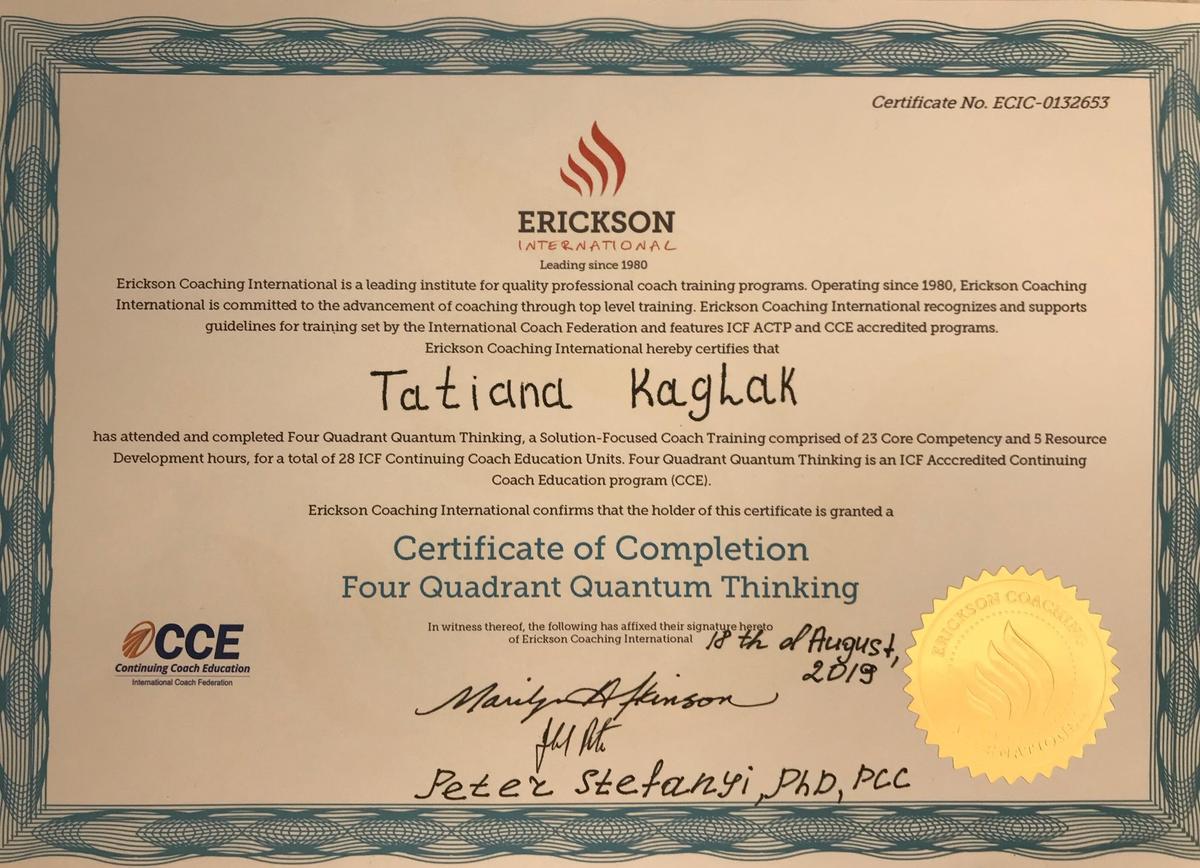 Certificate No. ECIC-0132653
ERICKSON
INTERNATIONAL
Leading since 1980
Erickson Coaching International is a leading institute for quality professional coach training programs. Operating since 1980, Erickson Coaching
International is committed to the advancement of coaching through top level training. Erickson Coaching International recognizes and supports
guidelines for training set by the International Coach Federation and features ICF ACTP and CCE accredited programs.
Erickson Coaching International hereby certifies that
Tatiana Kaghak
has attended and completed Four Quadrant Quantum Thinking, a Solution-Focused Coach Training comprised of 23 Core Competency and 5 Resource
Development hours, for a total of 28 ICF Continuing Coach Education Units. Four Quadrant Quantum Thinking is an ICF Acccredited Continuing
Coach Education program (CCE).
Erickson Coaching International confirms that the holder of this certificate is granted a
Certificate of Completion
Four Quadrant Quantum Thinking
In witness thereof, the following has affixed their signature hereto
of Erickson Coaching International
18th of August,
2019
CCE
Continuing Coach Education
International Coach Federation
Marilyn Atkinson
Peter Stefanyi, PhD, PCC
ERICKSON COACHING
INTERNATIONAL